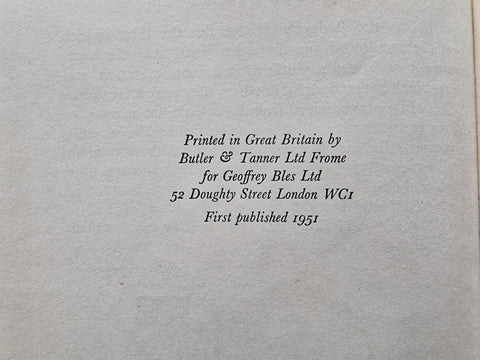 Printed in Great Britain by
Butler & Tanner Ltd Frome
for Geoffrey Bles Ltd
52 Doughty Street London WC1
First published 1951